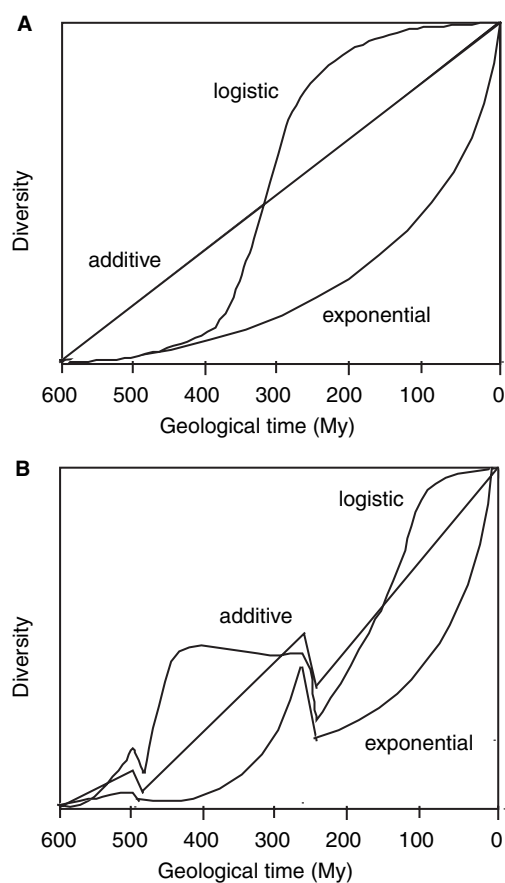 A
logistic
Diversity
additive
exponential
600 500 400 300 200 100 0
Geological time (My)
B
logistic
additive
Diversity
exponential
600 500 400 300 200 100 0
Geological time (My)